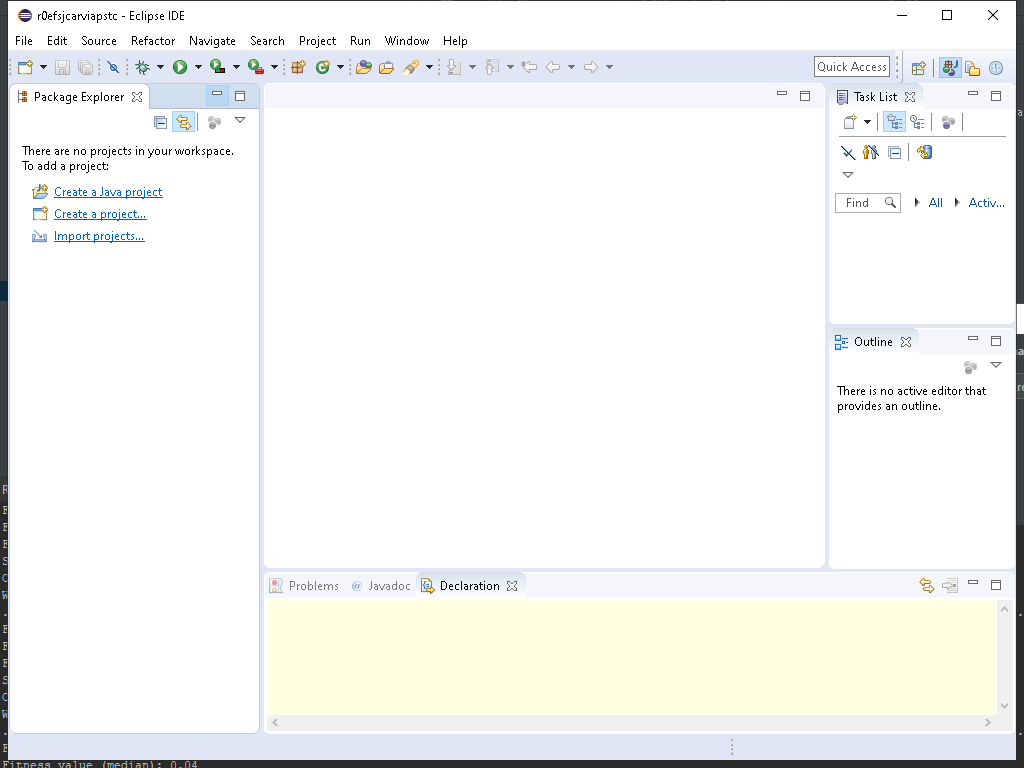 r0efsjcarviapstc - Eclipse IDE
File Edit Source Refactor Navigate Search Project Run Window Help
Quick Access
Package Explorer
There are no projects in your workspace.
To add a project:
Create a Java project
Create a project...
Import projects...
Task List
Find All Activ...
Outline
There is no active editor that
provides an outline.
Problems @ Javadoc Declaration
Fitness value (median): 0.04